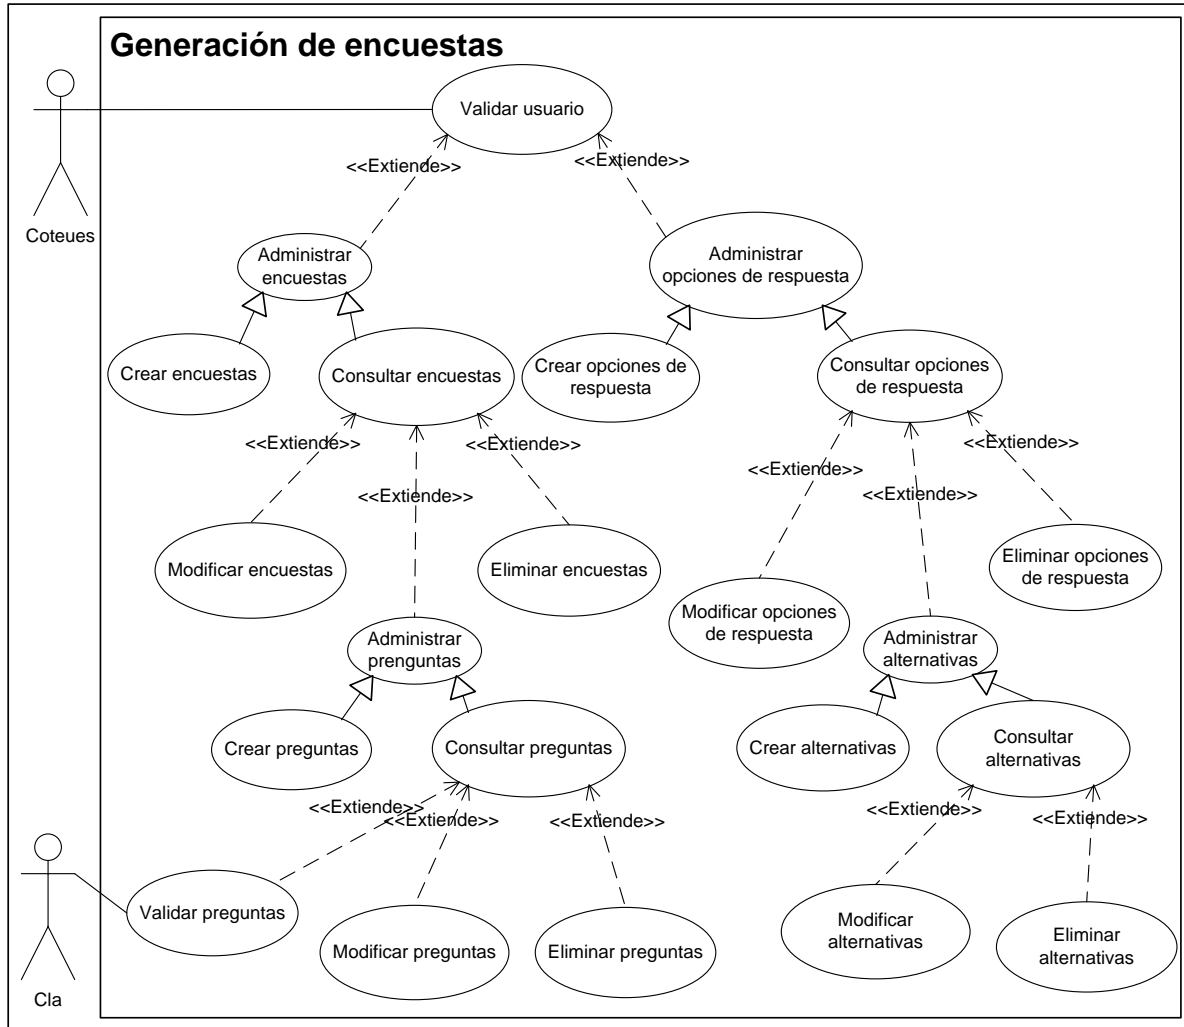 Generación de encuestas
Validar usuario
<<Extiende>>
<<Extiende>>
Coteues
Administrar
encuestas
Administrar
opciones de respuesta
Crear encuestas
Consultar encuestas
Crear opciones de
respuesta
Consultar opciones
de respuesta
<<Extiende>>
<<Extiende>>
<<Extiende>>
<<Extiende>>
<<Extiende>>
<<Extiende>>
Modificar encuestas
Eliminar encuestas
Modificar opciones
de respuesta
Eliminar opciones
de respuesta
Administrar
prenguntas
Administrar
alternativas
Crear preguntas
Consultar preguntas
Crear alternativas
Consultar
alternativas
<<Extiende>>
<<Extiende>>
<<Extiende>>
<<Extiende>>
<<Extiende>>
Validar preguntas
Modificar preguntas
Eliminar preguntas
Modificar
alternativas
Eliminar
alternativas
Cla